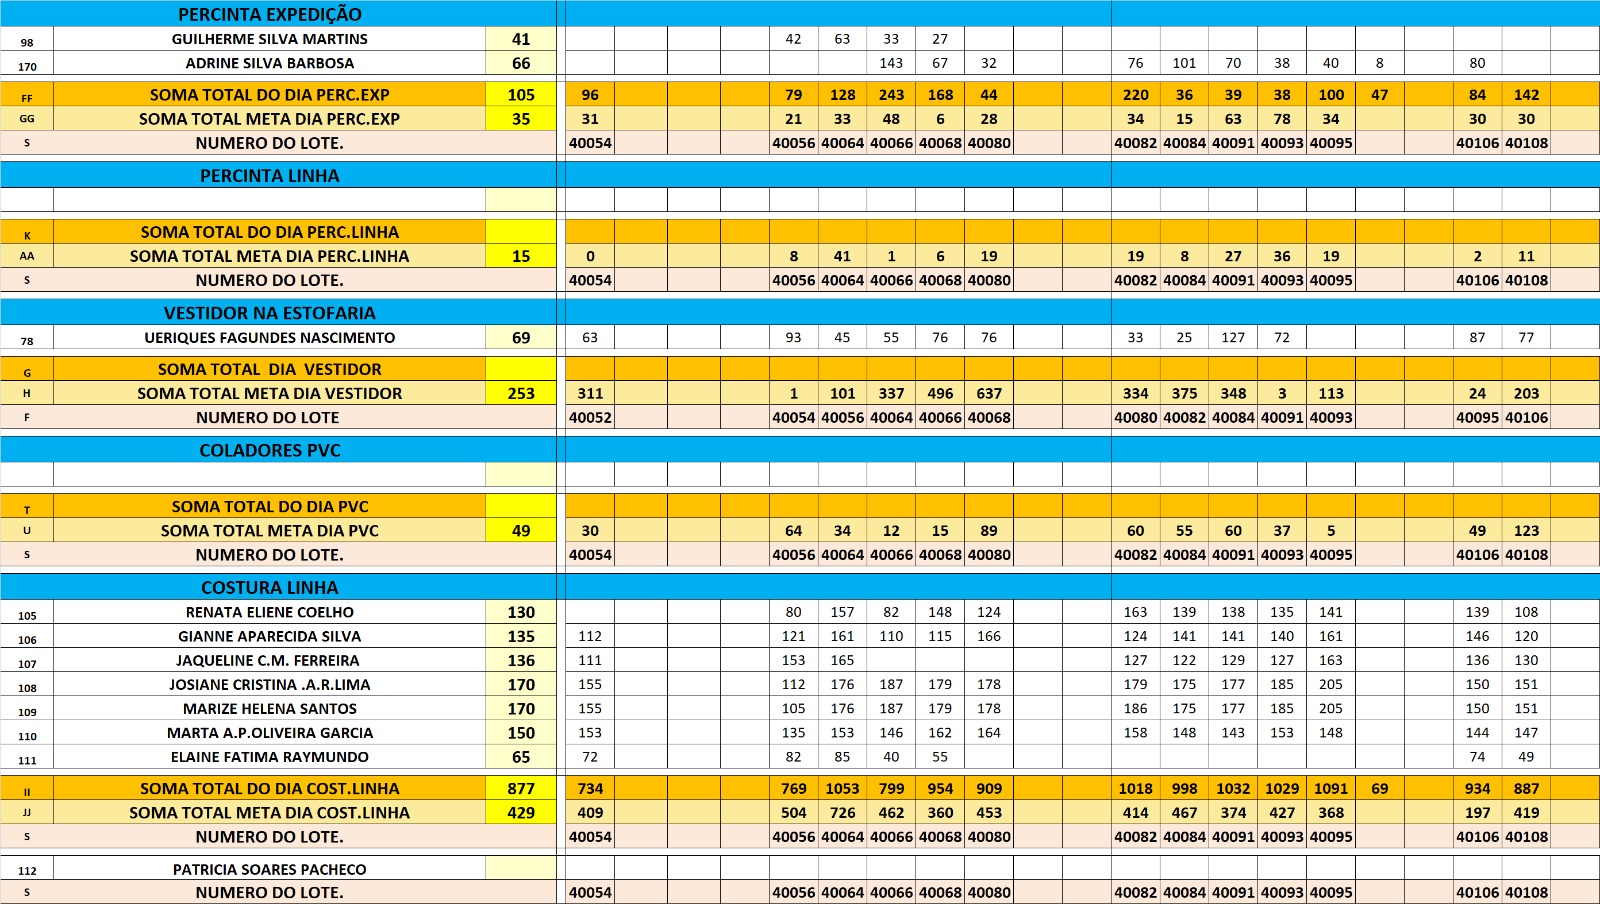 PERCINTA EXPEDIÇÃO
98 GUILHERME SILVA MARTINS 41 42 63 33 27
170 ADRINE SILVA BARBOSA 66 143 67 32 76 101 70 38 40 8 80
FF SOMA TOTAL DO DIA PERC.EXP 105 96 79 128 243 168 44 220 36 39 38 100 47 84 142
GG SOMA TOTAL META DIA PERC.EXP 35 31 21 33 48 6 28 34 15 63 78 34 30 30
S NUMERO DO LOTE. 40054 40056 40064 40066 40068 40080 40082 40084 40091 40093 40095 40106 40108
PERCINTA LINHA
K SOMA TOTAL DO DIA PERC.LINHA
AA SOMA TOTAL META DIA PERC.LINHA 15 0 8 41 1 6 19 19 8 27 36 19 2 11
S NUMERO DO LOTE. 40054 40056 40064 40066 40068 40080 40082 40084 40091 40093 40095 40106 40108
VESTIDOR NA ESTOFARIA
78 UERIQUES FAGUNDES NASCIMENTO 69 63 93 45 55 76 76 33 25 127 72 87 77
G SOMA TOTAL DIA VESTIDOR
H SOMA TOTAL META DIA VESTIDOR 253 311 1 101 337 496 637 334 375 348 3 113 24 203
F NUMERO DO LOTE 40052 40054 40056 40064 40066 40068 40080 40082 40084 40091 40093 40095 40106
COLADORES PVC
T SOMA TOTAL DO DIA PVC
U SOMA TOTAL META DIA PVC 49 30 64 34 12 15 89 60 55 60 37 5 49 123
S NUMERO DO LOTE. 40054 40056 40064 40066 40068 40080 40082 40084 40091 40093 40095 40106 40108
COSTURA LINHA
105 RENATA ELIENE COELHO 130 80 157 82 148 124 163 139 138 135 141 139 108
106 GIANNE APARECIDA SILVA 135 112 121 161 110 115 166 124 141 141 140 161 146 120
107 JAQUELINE C.M. FERREIRA 136 111 153 165 127 122 129 127 163 136 130
108 JOSIANE CRISTINA .A.R.LIMA 170 155 112 176 187 179 178 179 175 177 185 205 150 151
109 MARIZE HELENA SANTOS 170 155 105 176 187 179 178 186 175 177 185 205 150 151
110 MARTA A.P.OLIVEIRA GARCIA 150 153 135 153 146 162 164 158 148 143 153 148 144 147
111 ELAINE FATIMA RAYMUNDO 65 72 82 85 40 55 74 49
II SOMA TOTAL DO DIA COST.LINHA 877 734 769 1053 799 954 909 1018 998 1032 1029 1091 69 934 887
JJ SOMA TOTAL META DIA COST.LINHA 429 409 504 726 462 360 453 414 467 374 427 368 197 419
S NUMERO DO LOTE. 40054 40056 40064 40066 40068 40080 40082 40084 40091 40093 40095 40106 40108
112 PATRICIA SOARES PACHECO
S NUMERO DO LOTE. 40054 40056 40064 40066 40068 40080 40082 40084 40091 40093 40095 40106 40108